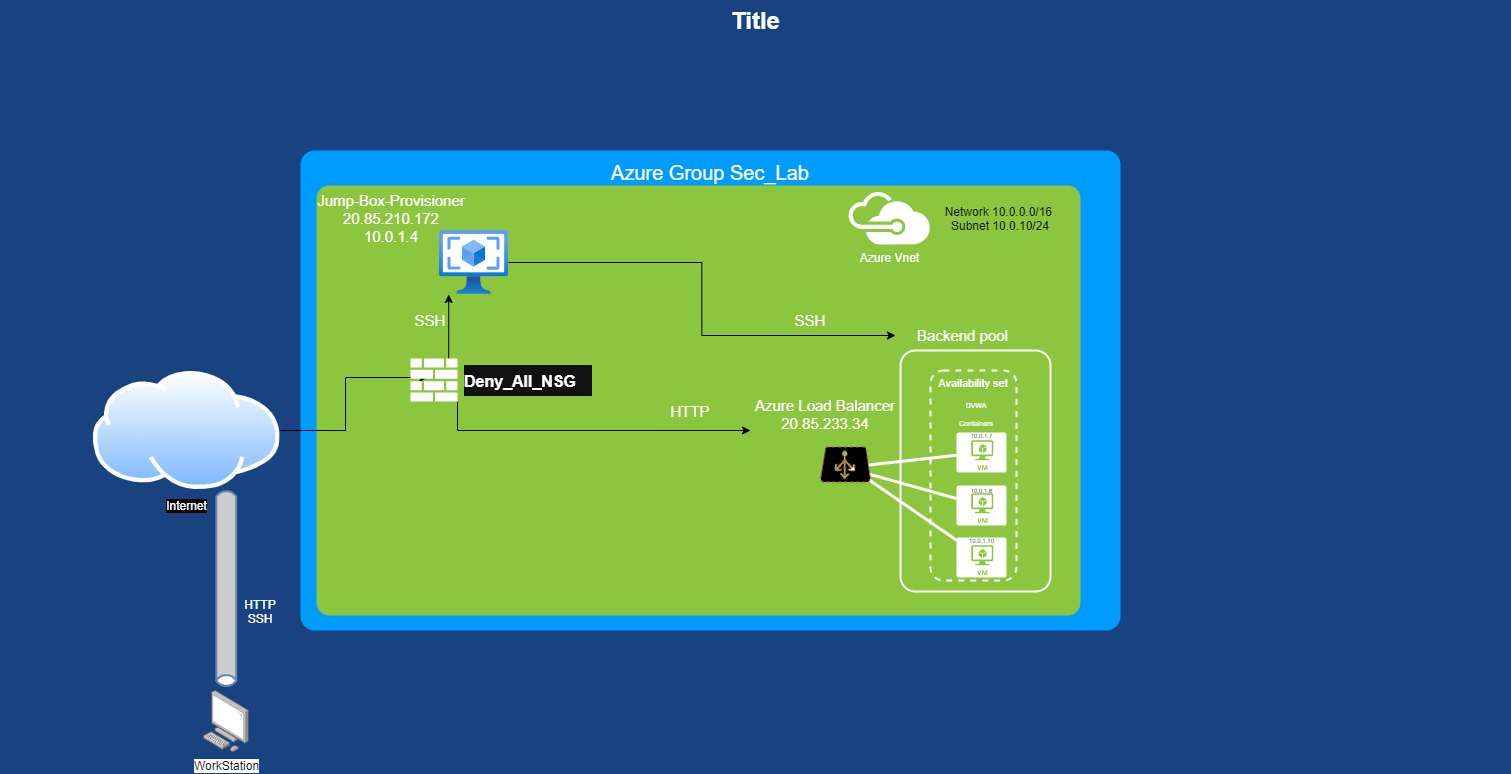 Title
Azure Group Sec_Lab
Jump-Box-Provisioner
20.85.210.172
10.0.1.4
Network 10.0.0.0/16
Subnet 10.0.10/24
Azure Vnet
SSH
SSH
Backend pool
Deny_All_NSG
Availability set
DVWA
Containers
HTTP
Azure Load Balancer
20.85.233.34
10.0.1.7
VM
10.0.1.6
VM
10.0.1.10
VM
Internet
HTTP
SSH
WorkStation